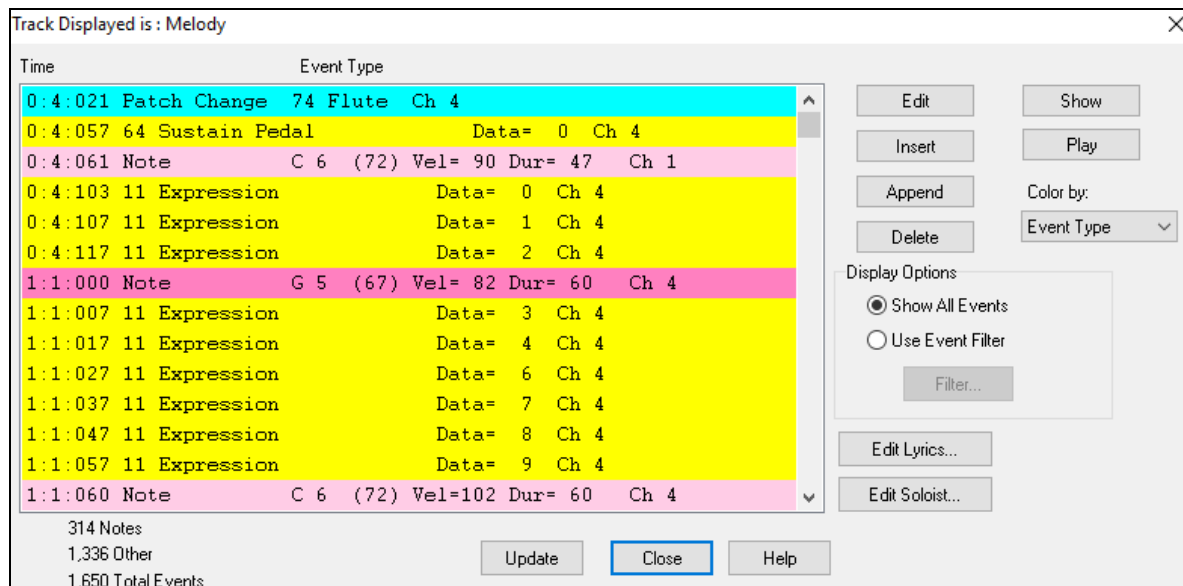 Track Displayed is : Melody
Time Event Type
0:4:021 Patch Change 74 Flute Ch 4
0:4:057 64 Sustain Pedal Data= 0 Ch 4
0:4:061 Note C 6 (72) Vel= 90 Dur= 47 Ch 1
0:4:103 11 Expression Data= 0 Ch 4
0:4:107 11 Expression Data= 1 Ch 4
0:4:117 11 Expression Data= 2 Ch 4
1:1:000 Note G 5 (67) Vel= 82 Dur= 60 Ch 4
1:1:007 11 Expression Data= 3 Ch 4
1:1:017 11 Expression Data= 4 Ch 4
1:1:027 11 Expression Data= 6 Ch 4
1:1:037 11 Expression Data= 7 Ch 4
1:1:047 11 Expression Data= 8 Ch 4
1:1:057 11 Expression Data= 9 Ch 4
1:1:060 Note C 6 (72) Vel=102 Dur= 60 Ch 4
Edit Show
Insert Play
Append Color by:
Delete Event Type
Display Options
Show All Events
Use Event Filter
Filter...
Edit Lyrics...
Edit Soloist...
314 Notes
1,336 Other
1,650 Total Events
Update Close Help